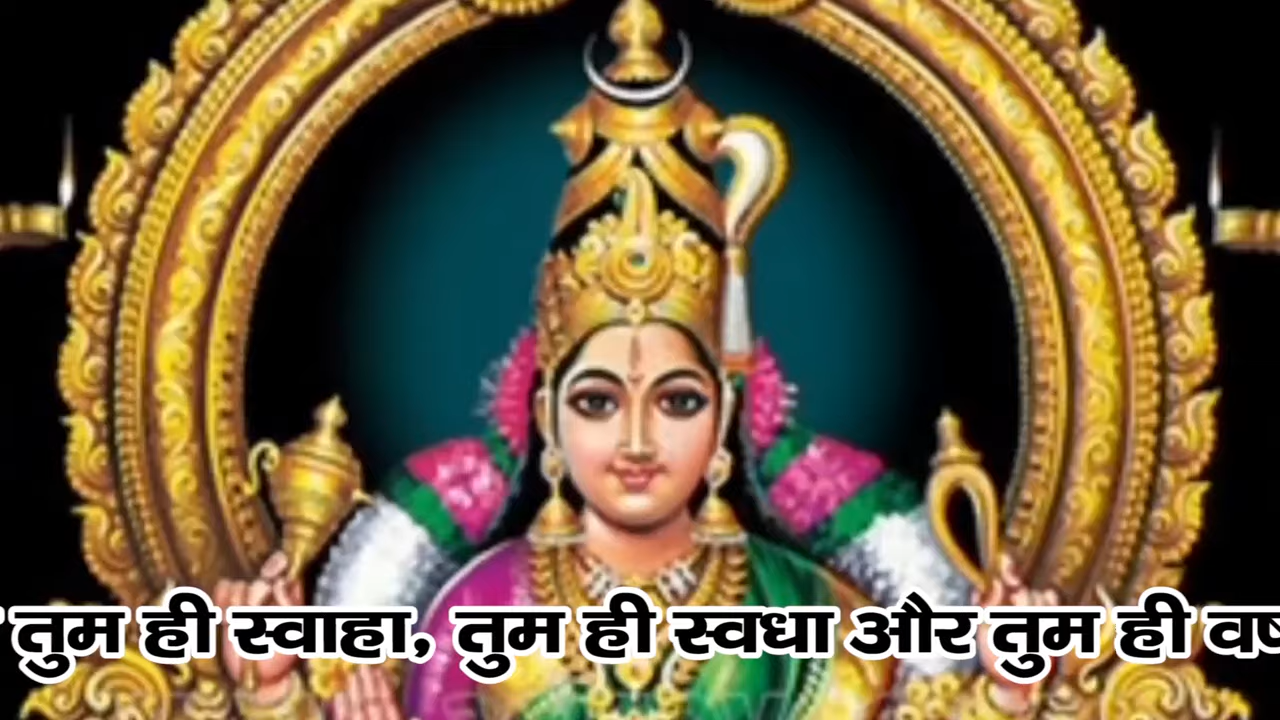 तुम ही स्वाहा, तुम ही स्वधा और तुम ही